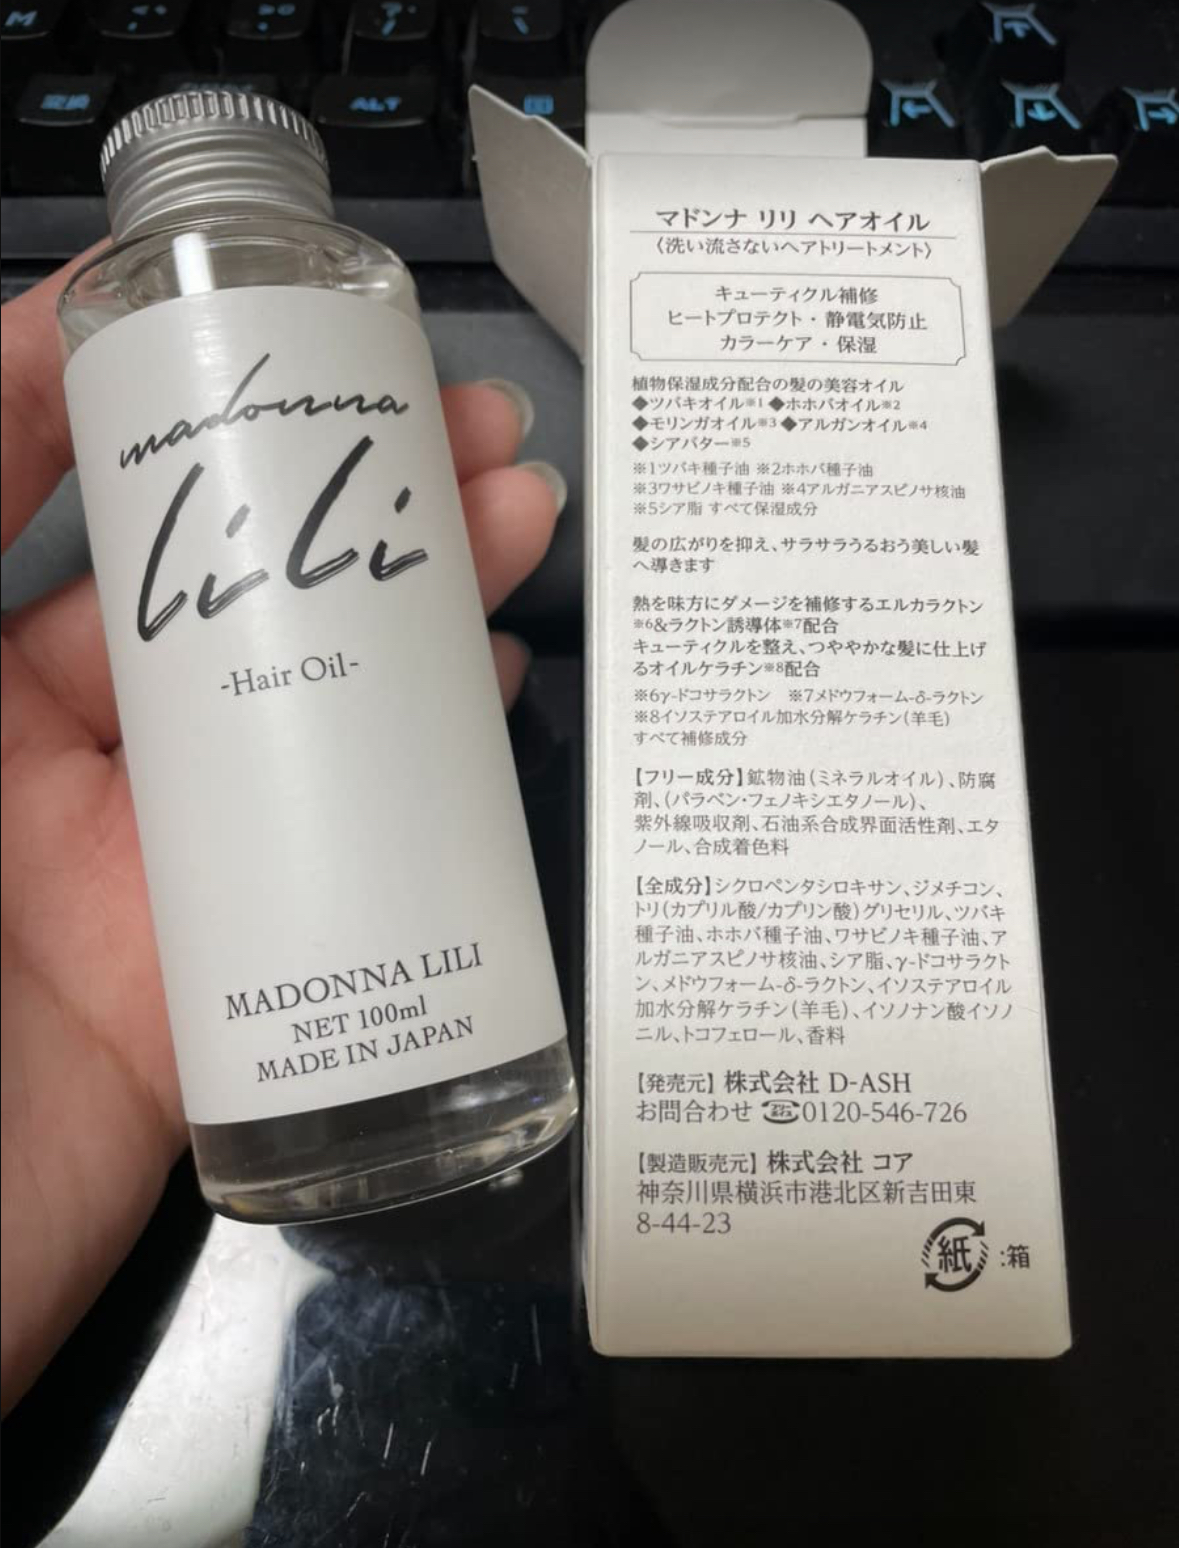 madonna
LiLi
-Hair Oil-
MADONNA LILI
NET 100ml
MADE IN JAPAN
マドンナ リリ ヘアオイル
〈洗い流さないヘアトリートメント〉
キューティクル補修
ヒートプロテクト・静電気防止
カラーケア・保湿
植物保湿成分配合の髪の美容オイル
◆ツバキオイル※1 ◆ホホバオイル※2
◆モリンガオイル※3 ◆アルガンオイル※4
◆シアバター※5
※1ツバキ種子油 ※2ホホバ種子油
※3ワサビノキ種子油 ※4アルガニアスピノサ核油
※5シア脂 すべて保湿成分
髪の広がりを抑え、サラサラうるおう美しい髪
へ導きます
熱を味方にダメージを補修するエルカラクトン
※6&ラクトン誘導体※7配合
キューティクルを整え、つややかな髪に仕上げ
るオイルケラチン※8配合
※6γ-ドコサラクトン ※7メドウフォーム-δ-ラクトン
※8イソステアロイル加水分解ケラチン(羊毛)
すべて補修成分
【フリー成分】鉱物油(ミネラルオイル)、防腐
剤、(パラベン・フェノキシエタノール)、
紫外線吸収剤、石油系合成界面活性剤、エタ
ノール、合成着色料
【全成分】シクロペンタシロキサン、ジメチコン、
トリ(カプリル酸/カプリン酸)グリセリル、ツバキ
種子油、ホホバ種子油、ワサビノキ種子油、ア
ルガニアスピノサ核油、シア脂、γ-ドコサラクト
ン、メドウフォーム-δ-ラクトン、イソステアロイル
加水分解ケラチン(羊毛)、イソノナン酸イソノ
ニル、トコフェロール、香料
【発売元】株式会社 D-ASH
お問合わせ 0120-546-726
【製造販売元】株式会社 コア
神奈川県横浜市港北区新吉田東
8-44-23
紙 :箱
M
変換
ALT